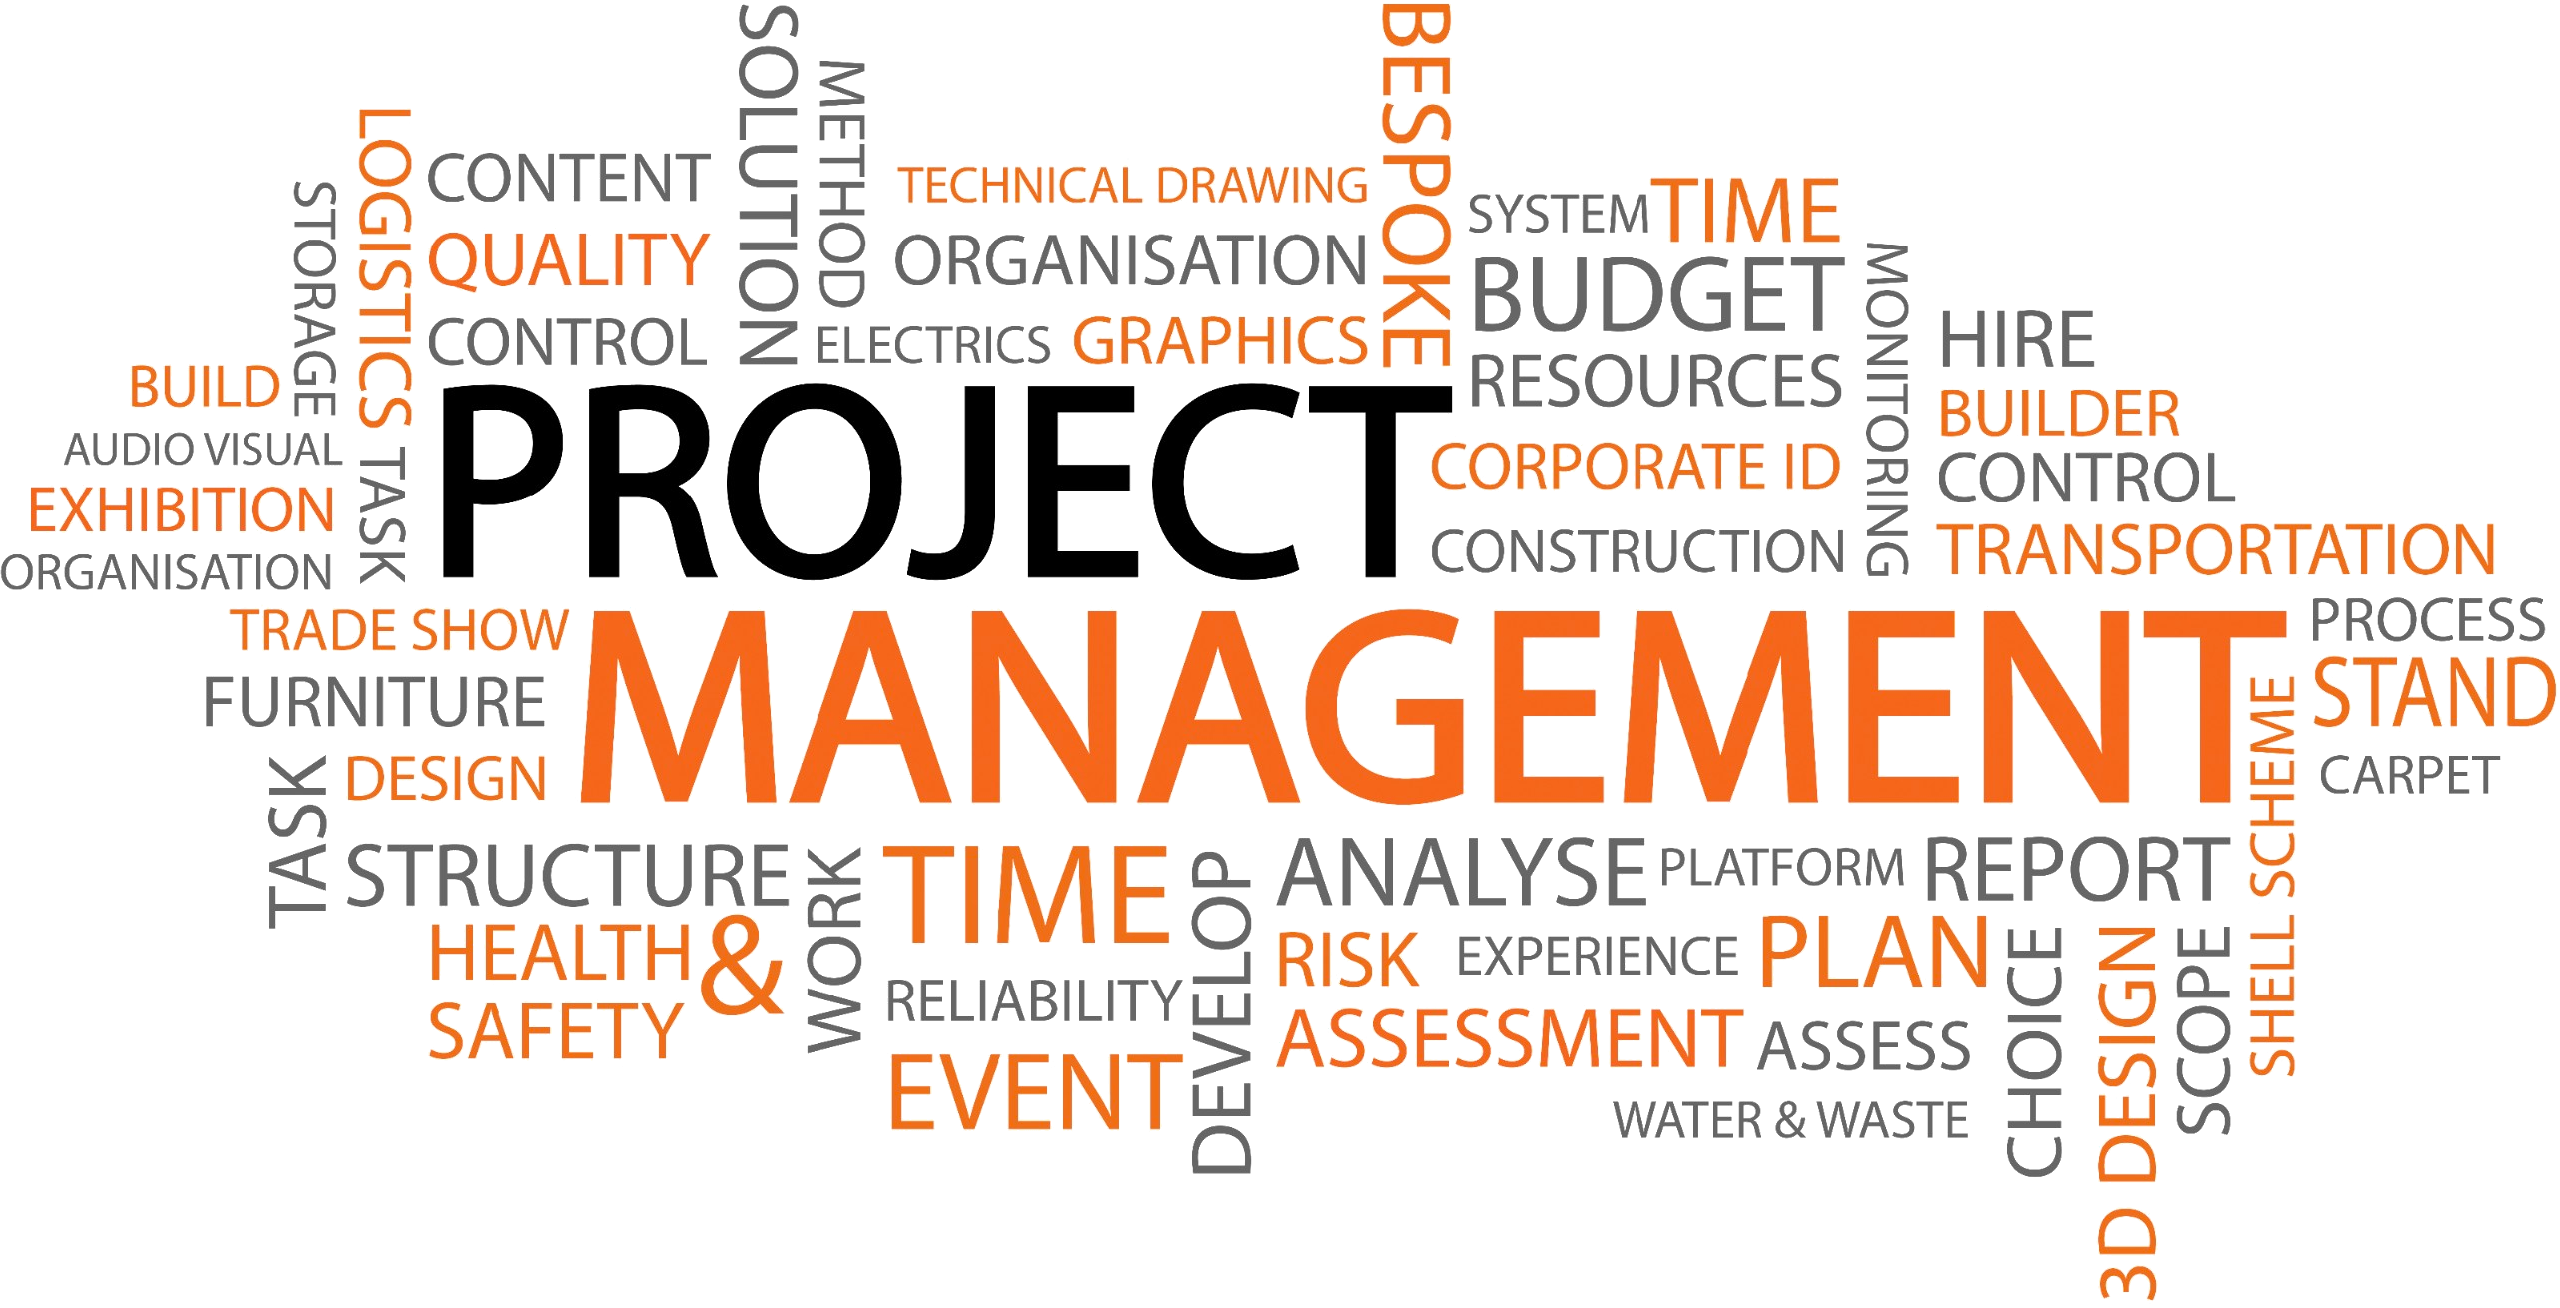 SOLUTION
METHOD
BESPOKE
LOGISTICS
STORAGE
CONTENT
QUALITY
CONTROL
TECHNICAL DRAWING
ORGANISATION
ELECTRICS
GRAPHICS
SYSTEM
TIME
BUDGET
RESOURCES
MONITORING
HIRE
BUILDER
CONTROL
TRANSPORTATION
BUILD
AUDIO VISUAL
EXHIBITION
ORGANISATION
TASK
PROJECT
CORPORATE ID
CONSTRUCTION
TRADE SHOW
FURNITURE
DESIGN
TASK
MANAGEMENT
PROCESS
STAND
CARPET
SHELL SCHEME
STRUCTURE
HEALTH &
SAFETY
WORK
TIME
RELIABILITY
EVENT
DEVELOP
ANALYSE
PLATFORM
REPORT
RISK
EXPERIENCE
PLAN
ASSESSMENT
ASSESS
WATER & WASTE
CHOICE
3D DESIGN
SCOPE